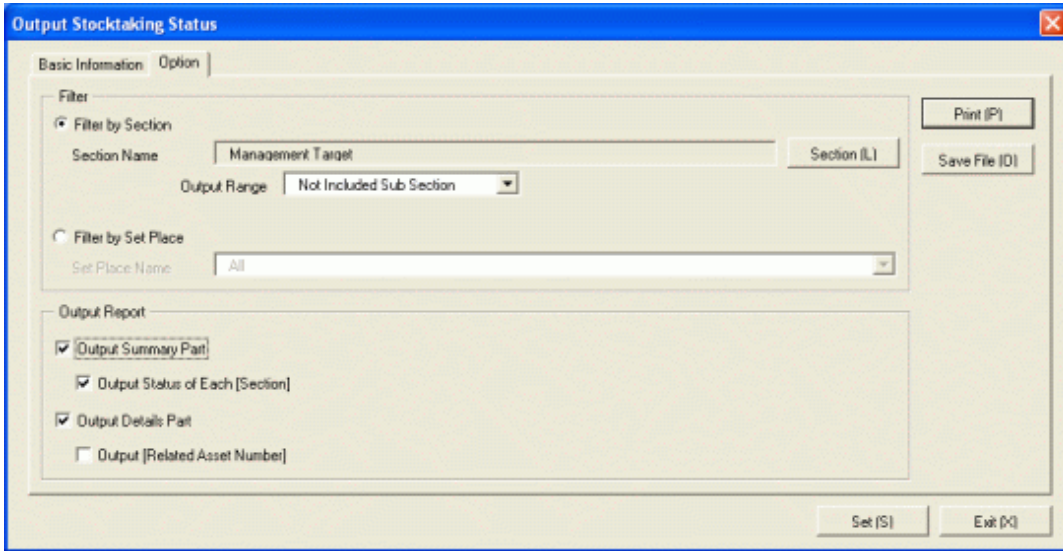 Output Stocktaking Status
Basic Information Option
Filter
Filter by Section
Section Name Management Target Section (L)
Output Range Not Included Sub Section
Filter by Set Place
Set Place Name All
Print (P)
Save File (O)
Output Report
Output Summary Part
Output Status of Each [Section]
Output Details Part
Output [Related Asset Number]
Set (S) Exit (X)